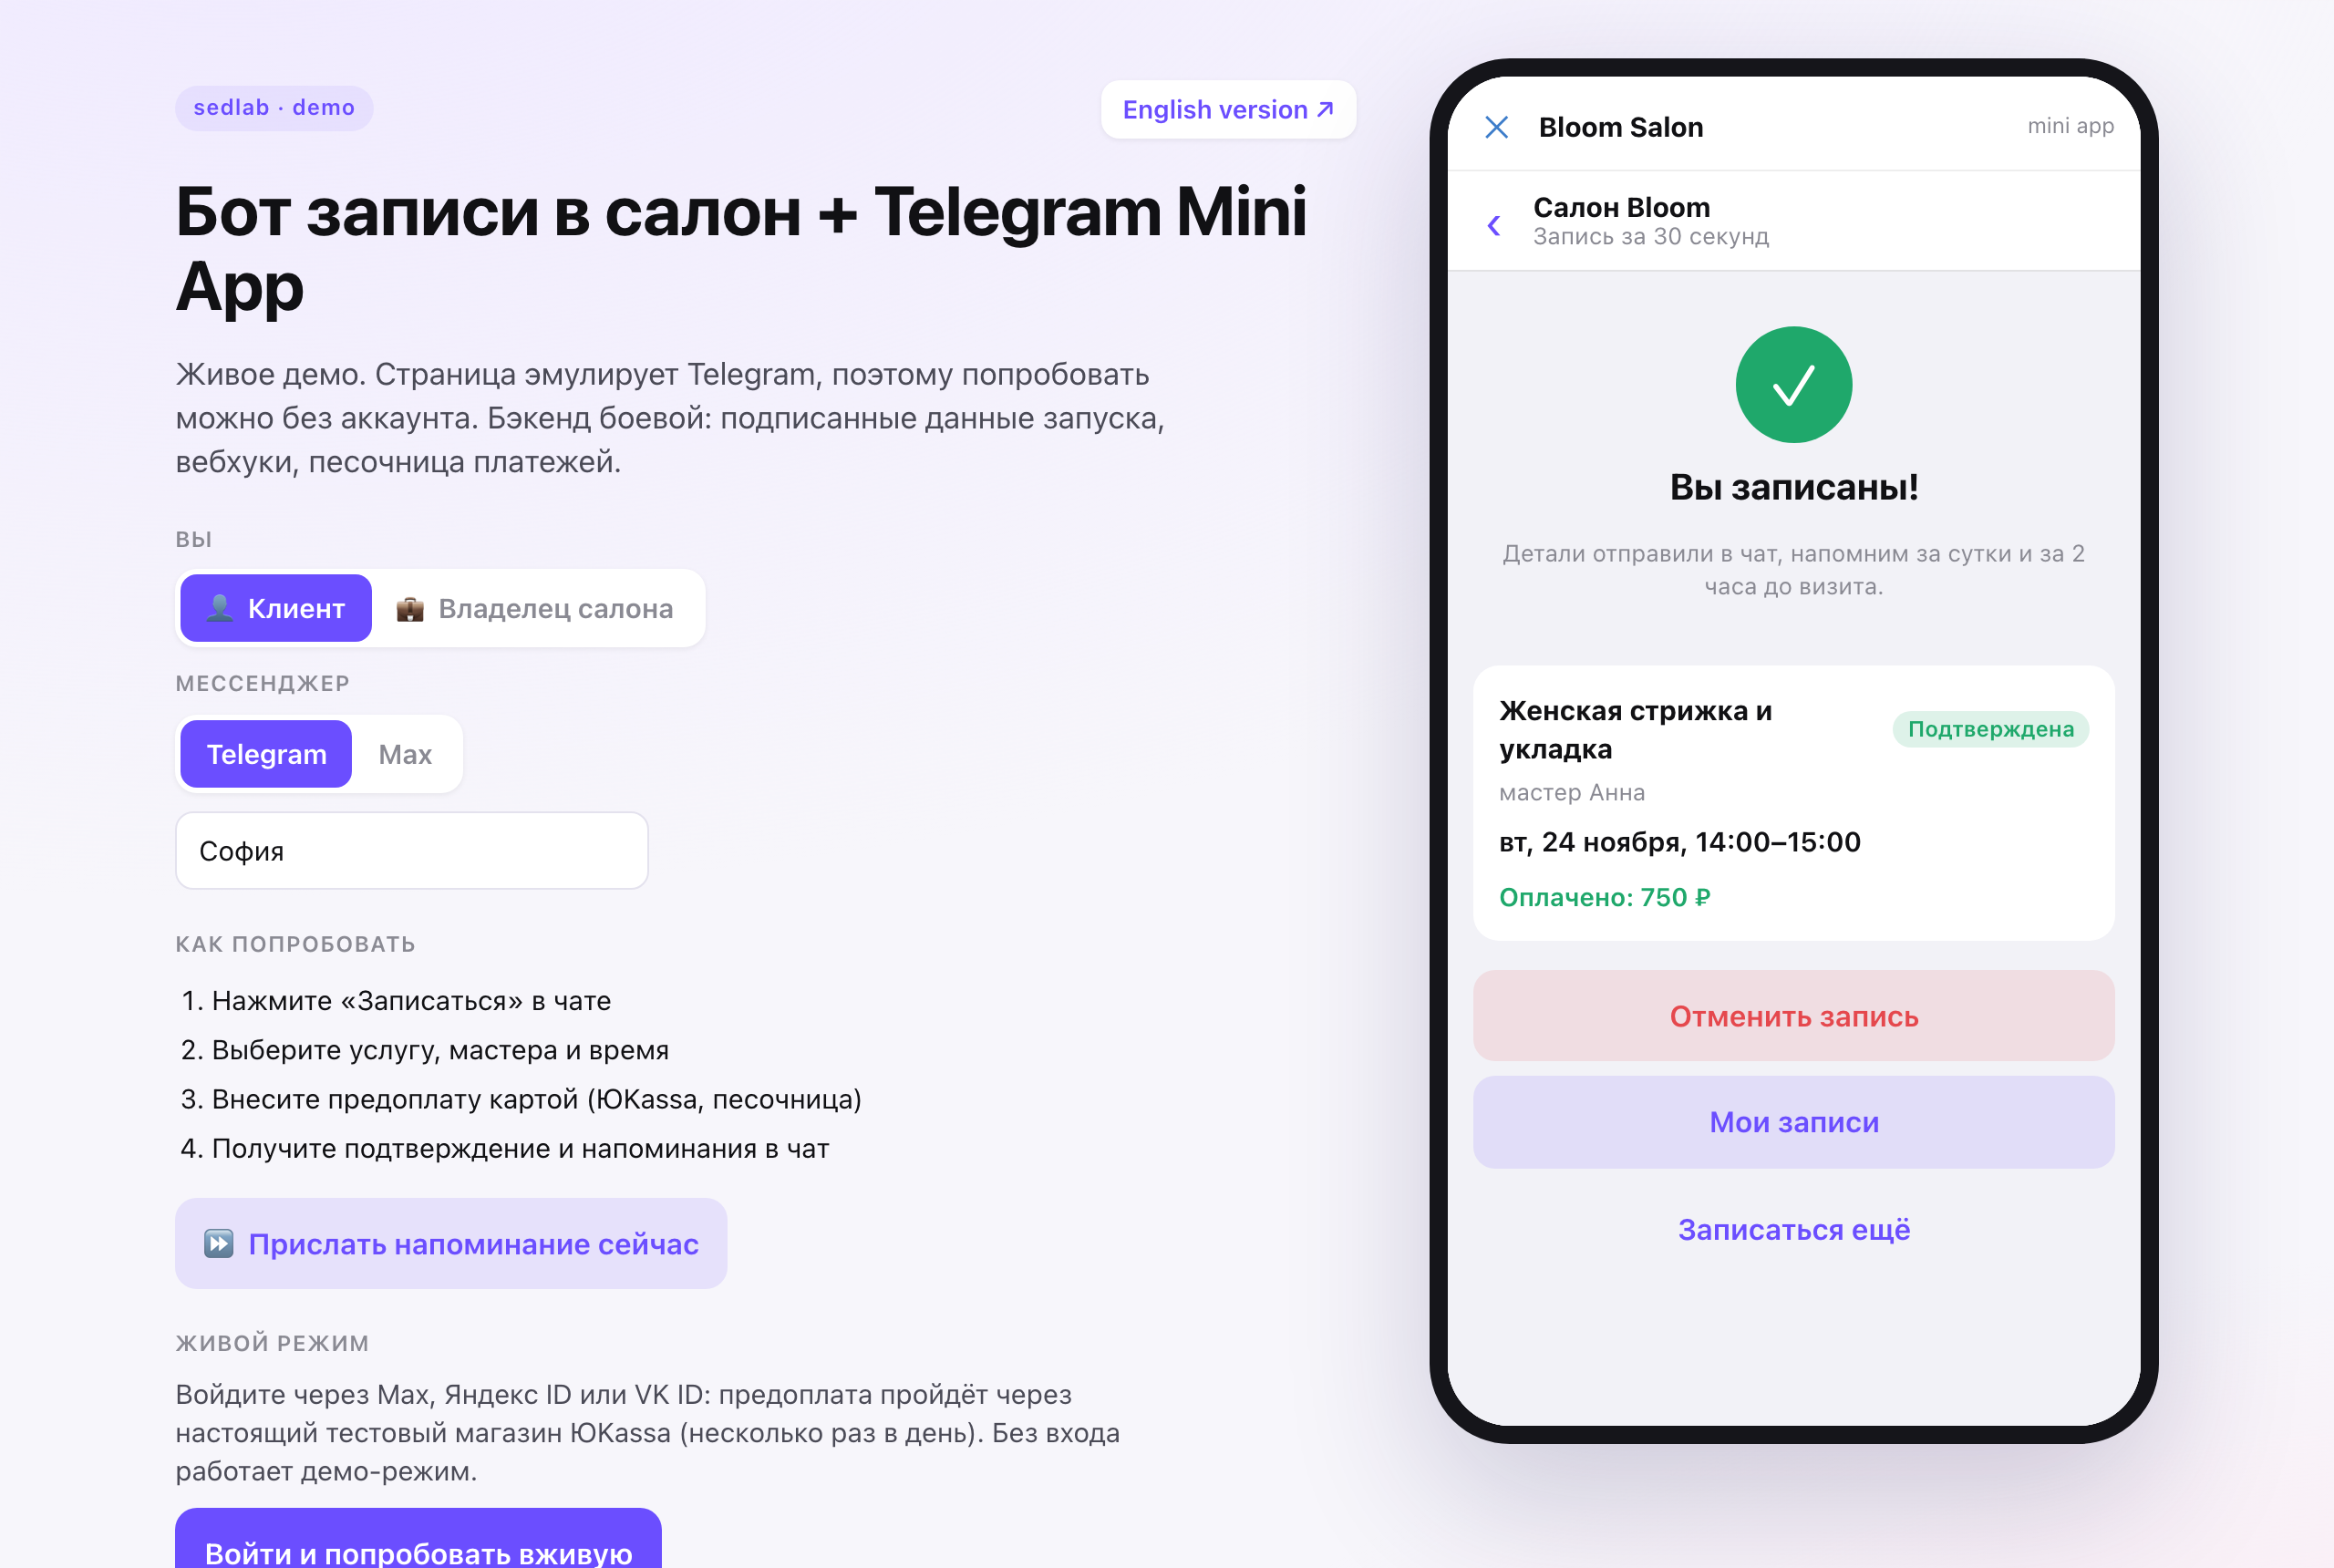 sedlab · demo
English version ↗
Бот записи в салон + Telegram Mini
App
Живое демо. Страница эмулирует Telegram, поэтому попробовать
можно без аккаунта. Бэкенд боевой: подписанные данные запуска,
вебхуки, песочница платежей.
ВЫ
Клиент
Владелец салона
МЕССЕНДЖЕР
Telegram
Max
София
КАК ПОПРОБОВАТЬ
1. Нажмите «Записаться» в чате
2. Выберите услугу, мастера и время
3. Внесите предоплату картой (ЮKassa, песочница)
4. Получите подтверждение и напоминания в чат
Прислать напоминание сейчас
ЖИВОЙ РЕЖИМ
Войдите через Max, Яндекс ID или VK ID: предоплата пройдёт через
настоящий тестовый магазин ЮKassa (несколько раз в день). Без входа
работает демо-режим.
Войти и попробовать вживую
Bloom Salon
mini app
Салон Bloom
Запись за 30 секунд
Вы записаны!
Детали отправили в чат, напомним за сутки и за 2
часа до визита.
Женская стрижка и
укладка
Подтверждена
мастер Анна
вт, 24 ноября, 14:00–15:00
Оплачено: 750 ₽
Отменить запись
Мои записи
Записаться ещё